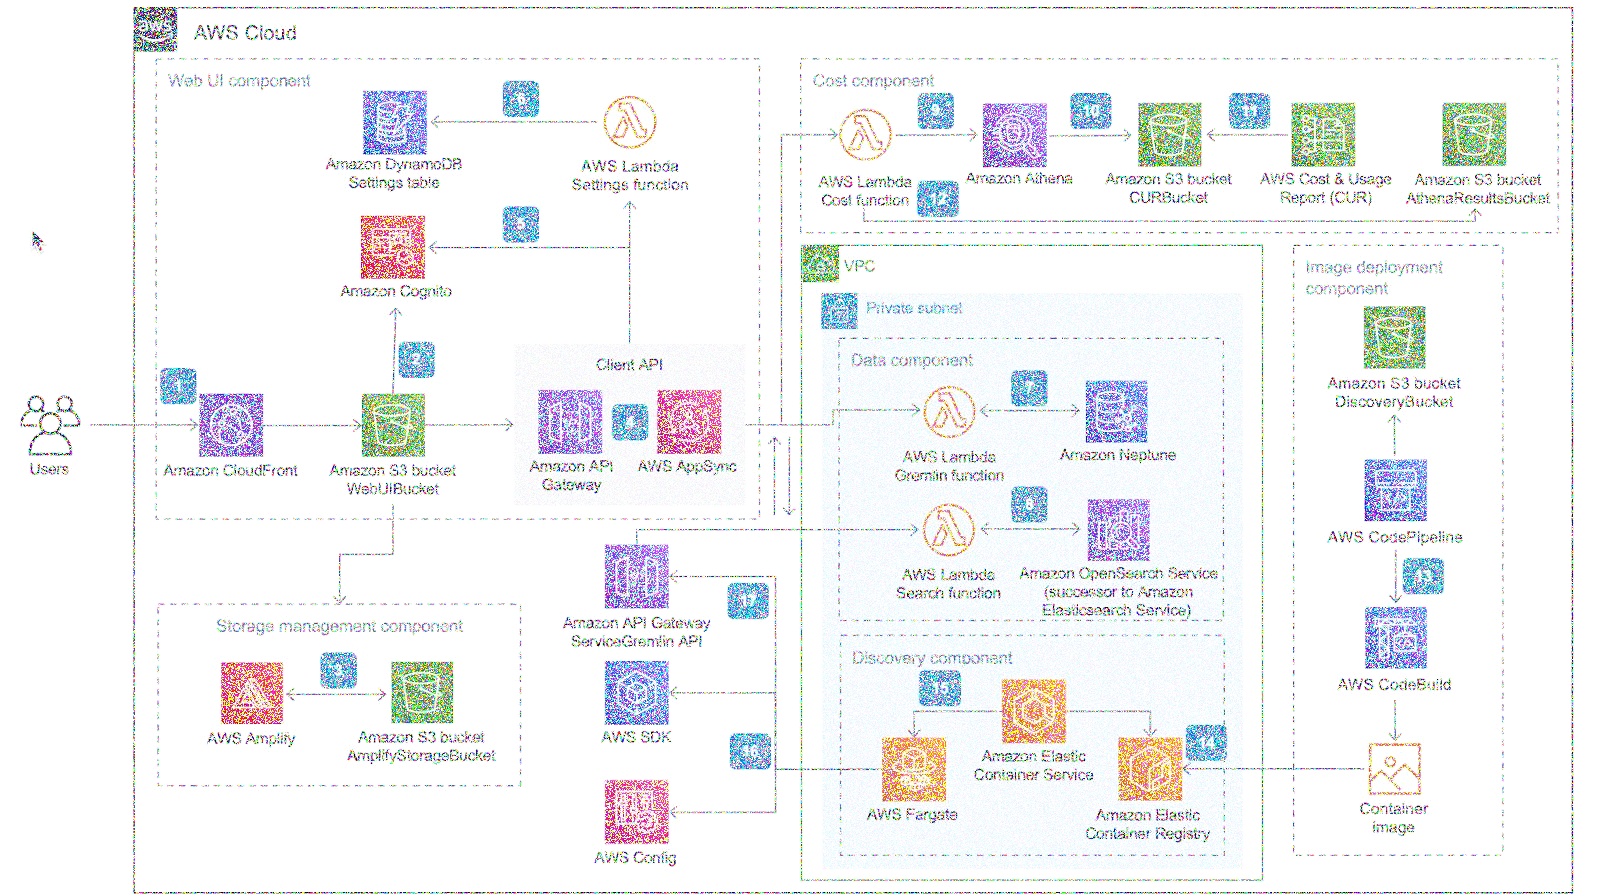 aws
AWS Cloud
Web UI component
Amazon DynamoDB
Settings table
AWS Lambda
Settings function
Amazon Cognito
2
1
Users
Amazon CloudFront
Amazon S3 bucket
WebUIBucket
Client API
Amazon API
Gateway
AWS AppSync
Storage management component
AWS Amplify
Amazon S3 bucket
AmplifyStorageBucket
Cost component
AWS Lambda
Cost function
9
Amazon Athena
10
Amazon S3 bucket
CURBucket
11
AWS Cost & Usage
Report (CUR)
Amazon S3 bucket
AthenaResultsBucket
12
VPC
Private subnet
Data component
AWS Lambda
Gremlin function
7
Amazon Neptune
AWS Lambda
Search function
Amazon OpenSearch Service
(successor to Amazon
Elasticsearch Service)
Amazon API Gateway
ServiceGremlin API
17
AWS SDK
16
AWS Config
Discovery component
15
Amazon Elastic
Container Service
14
AWS Fargate
Amazon Elastic
Container Registry
Image deployment
component
Amazon S3 bucket
DiscoveryBucket
AWS CodePipeline
13
AWS CodeBuild
Container
image